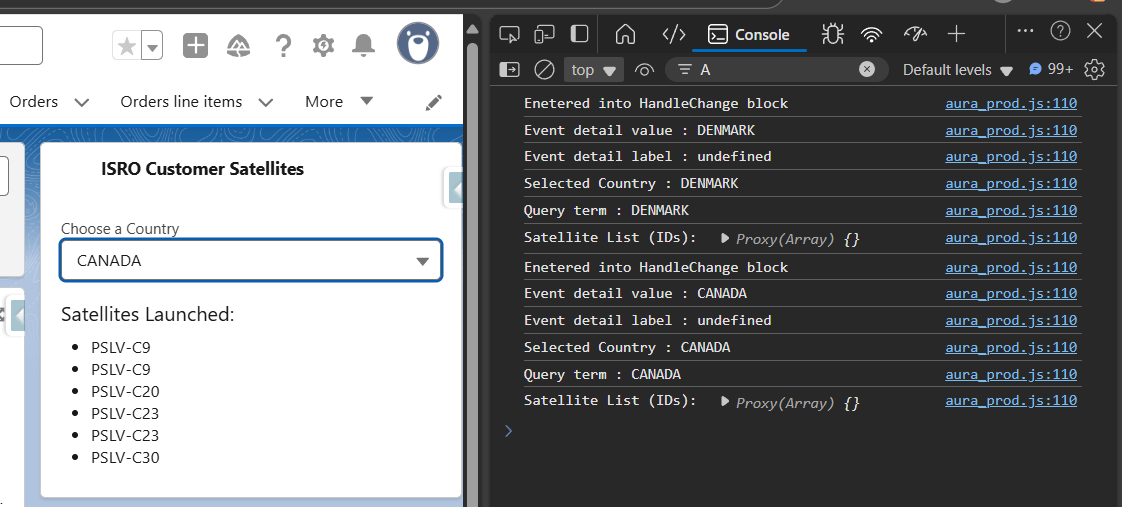 Orders
Orders line items
More
ISRO Customer Satellites
Choose a Country
CANADA
Satellites Launched:
PSLV-C9
PSLV-C9
PSLV-C20
PSLV-C23
PSLV-C23
PSLV-C30
Console
top
A
Default levels
99+
Enetered into HandleChange block aura_prod.js:110
Event detail value : DENMARK aura_prod.js:110
Event detail label : undefined aura_prod.js:110
Selected Country : DENMARK aura_prod.js:110
Query term : DENMARK aura_prod.js:110
Satellite List (IDs): Proxy(Array) {} aura_prod.js:110
Enetered into HandleChange block aura_prod.js:110
Event detail value : CANADA aura_prod.js:110
Event detail label : undefined aura_prod.js:110
Selected Country : CANADA aura_prod.js:110
Query term : CANADA aura_prod.js:110
Satellite List (IDs): Proxy(Array) {} aura_prod.js:110